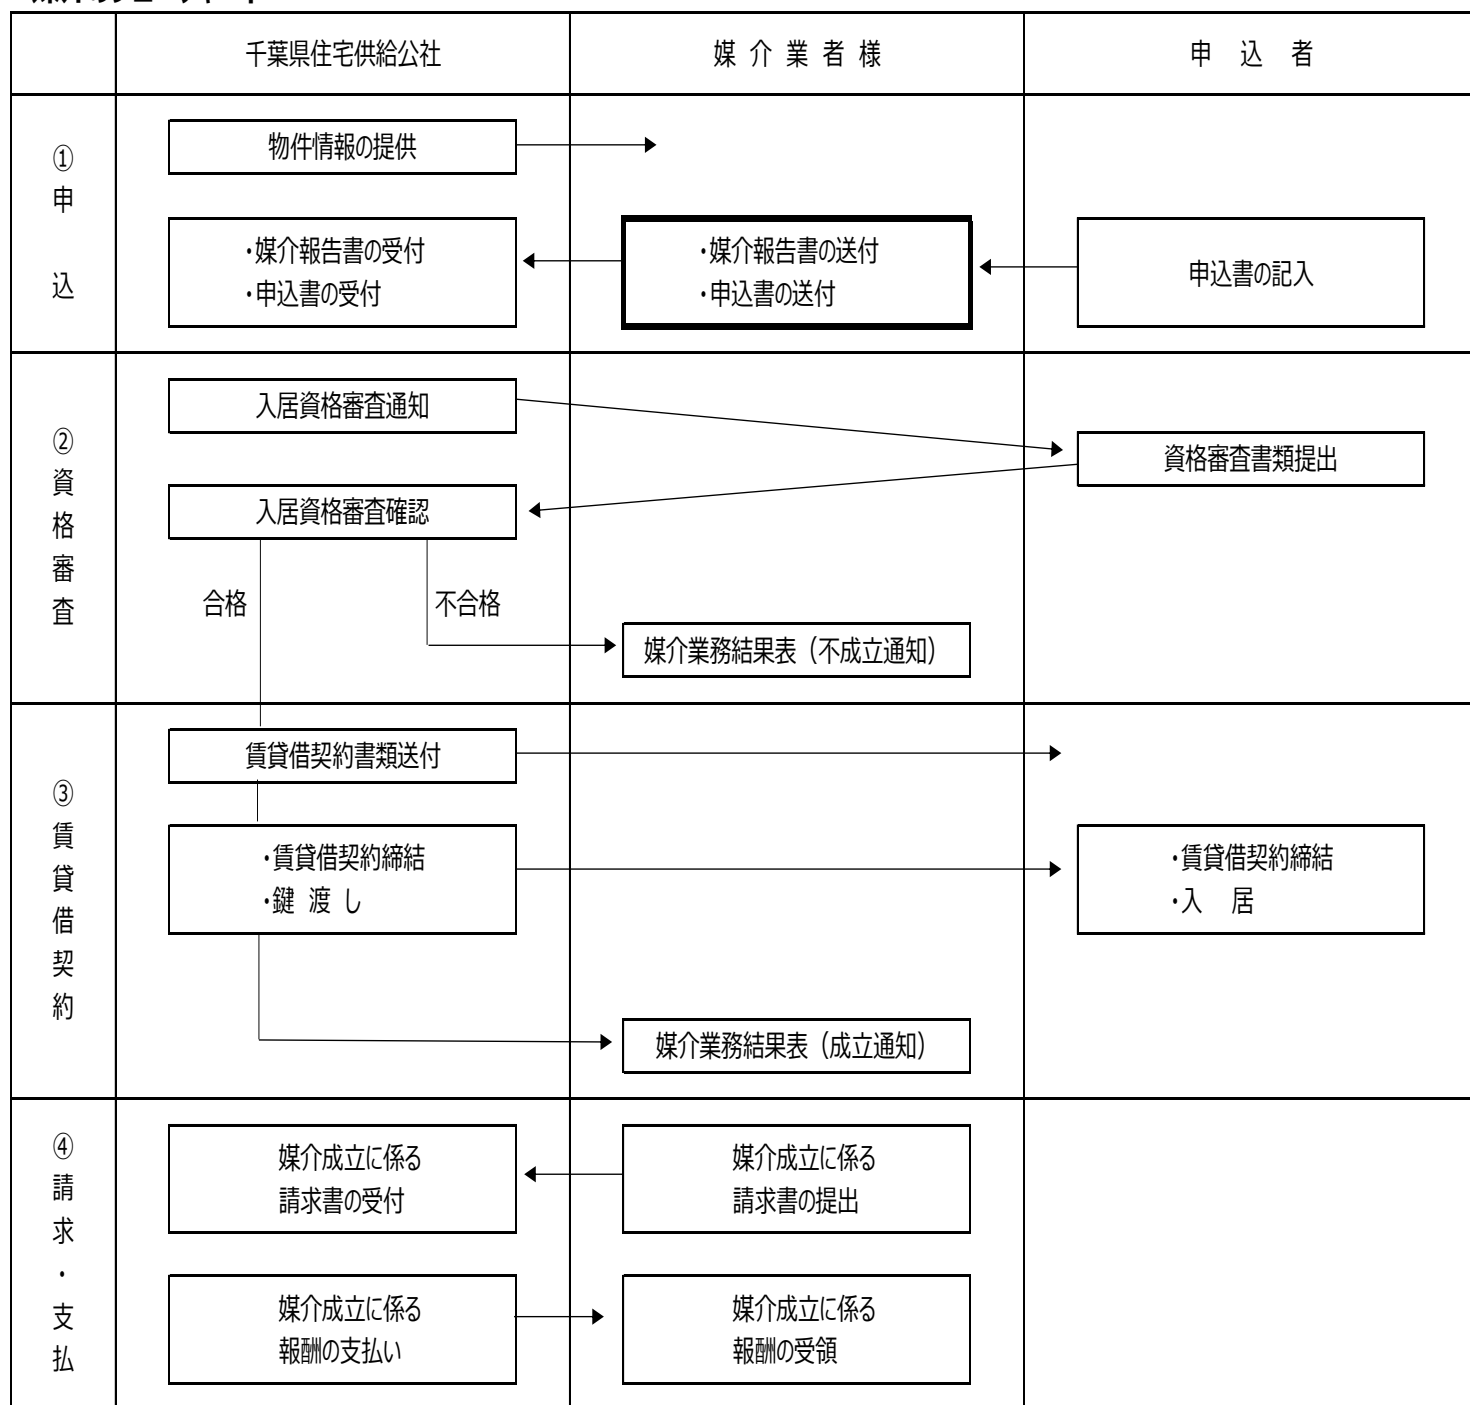 千葉県住宅供給公社
媒介業者様
申込者
①申込
物件情報の提供
・媒介報告書の受付
・申込書の受付
・媒介報告書の送付
・申込書の送付
申込書の記入
②資格審査
入居資格審査通知
資格審査書類提出
入居資格審査確認
合格
不合格
媒介業務結果表（不成立通知）
③賃貸借契約
賃貸借契約書類送付
・賃貸借契約締結
・鍵 渡 し
・賃貸借契約締結
・入 居
媒介業務結果表（成立通知）
④請求・支払
媒介成立に係る
請求書の受付
媒介成立に係る
請求書の提出
媒介成立に係る
報酬の支払い
媒介成立に係る
報酬の受領